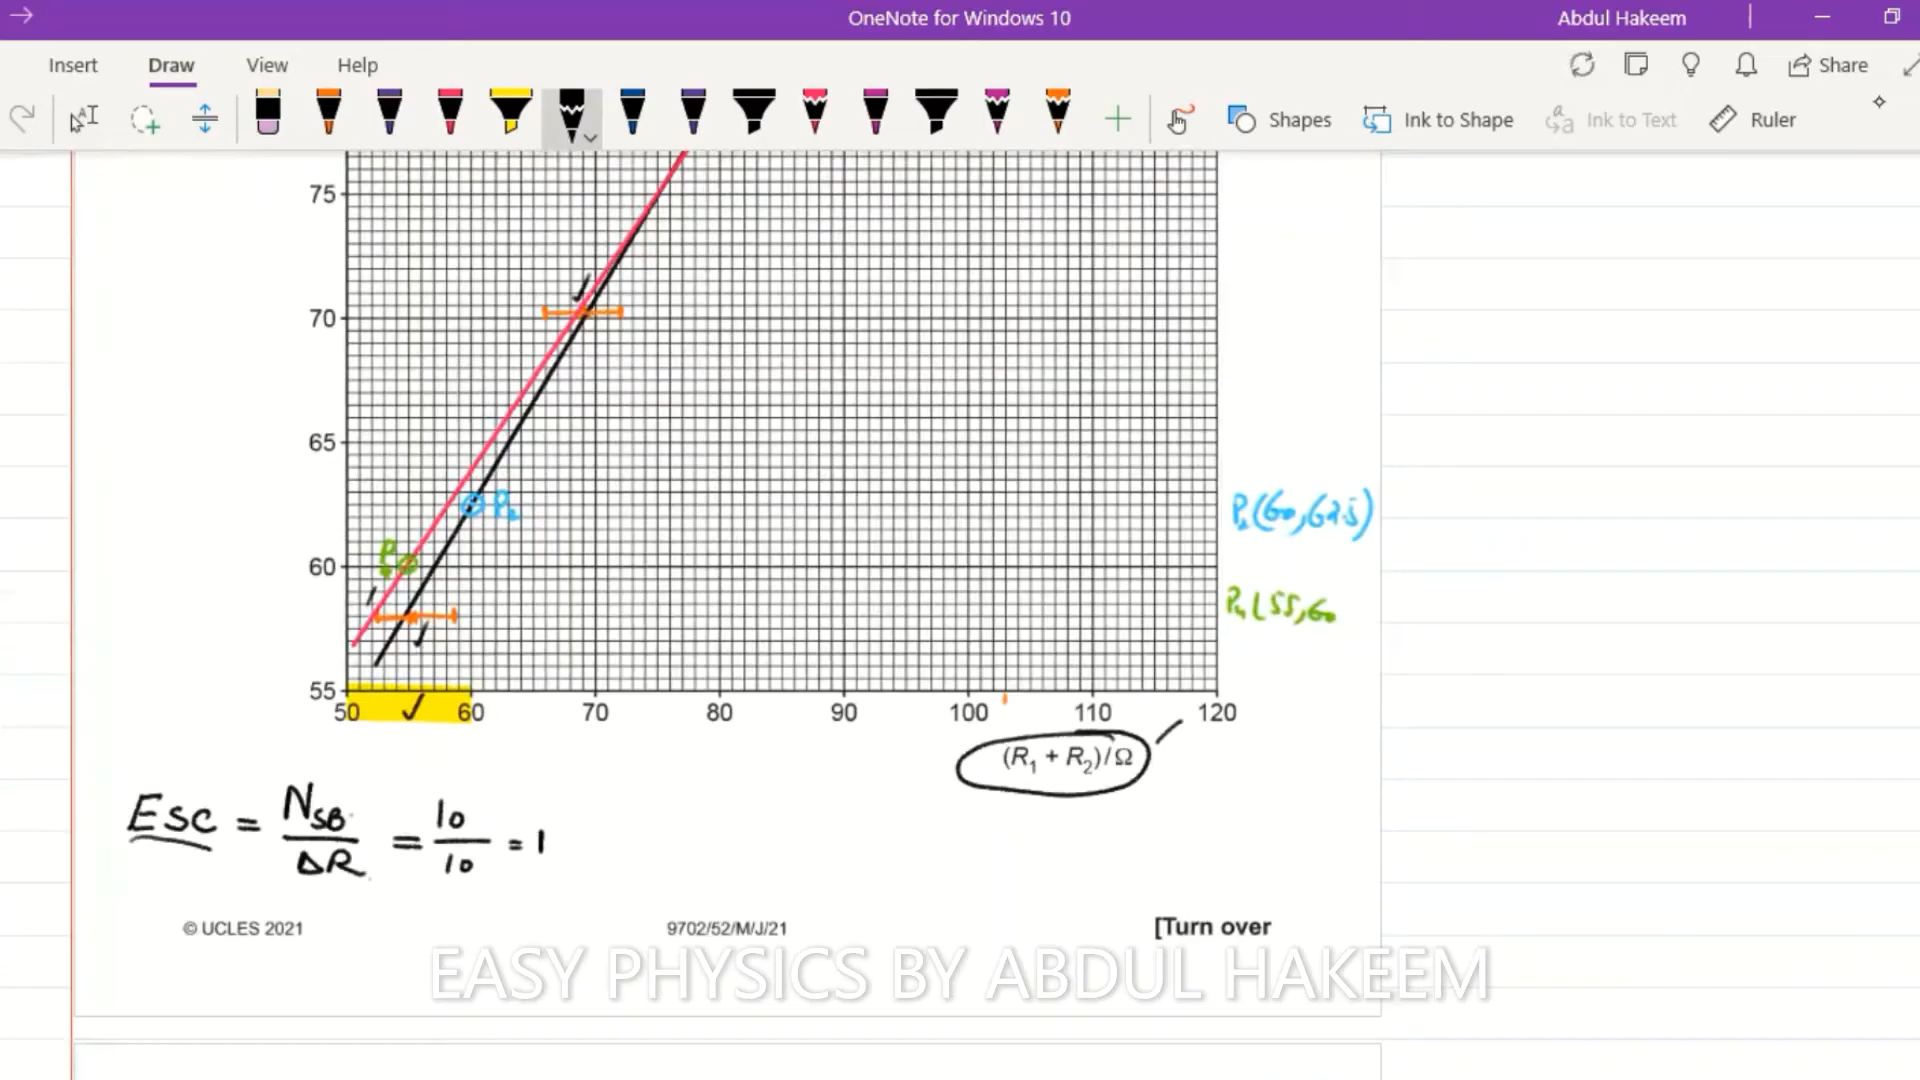 OneNote for Windows 10
Abdul Hakeem
Insert Draw View Help
Share
Shapes Ink to Shape Ink to Text Ruler
75
70
65
P₂
P₂(60,62.5)
60
P₄(55,60
55
50 60 70 80 90 100 110 120
(R₁ + R₂)/Ω
ESC = NSB/ΔR = 10/10 = 1
© UCLES 2021 9702/52/M/J/21 [Turn over
EASY PHYSICS BY ABDUL HAKEEM